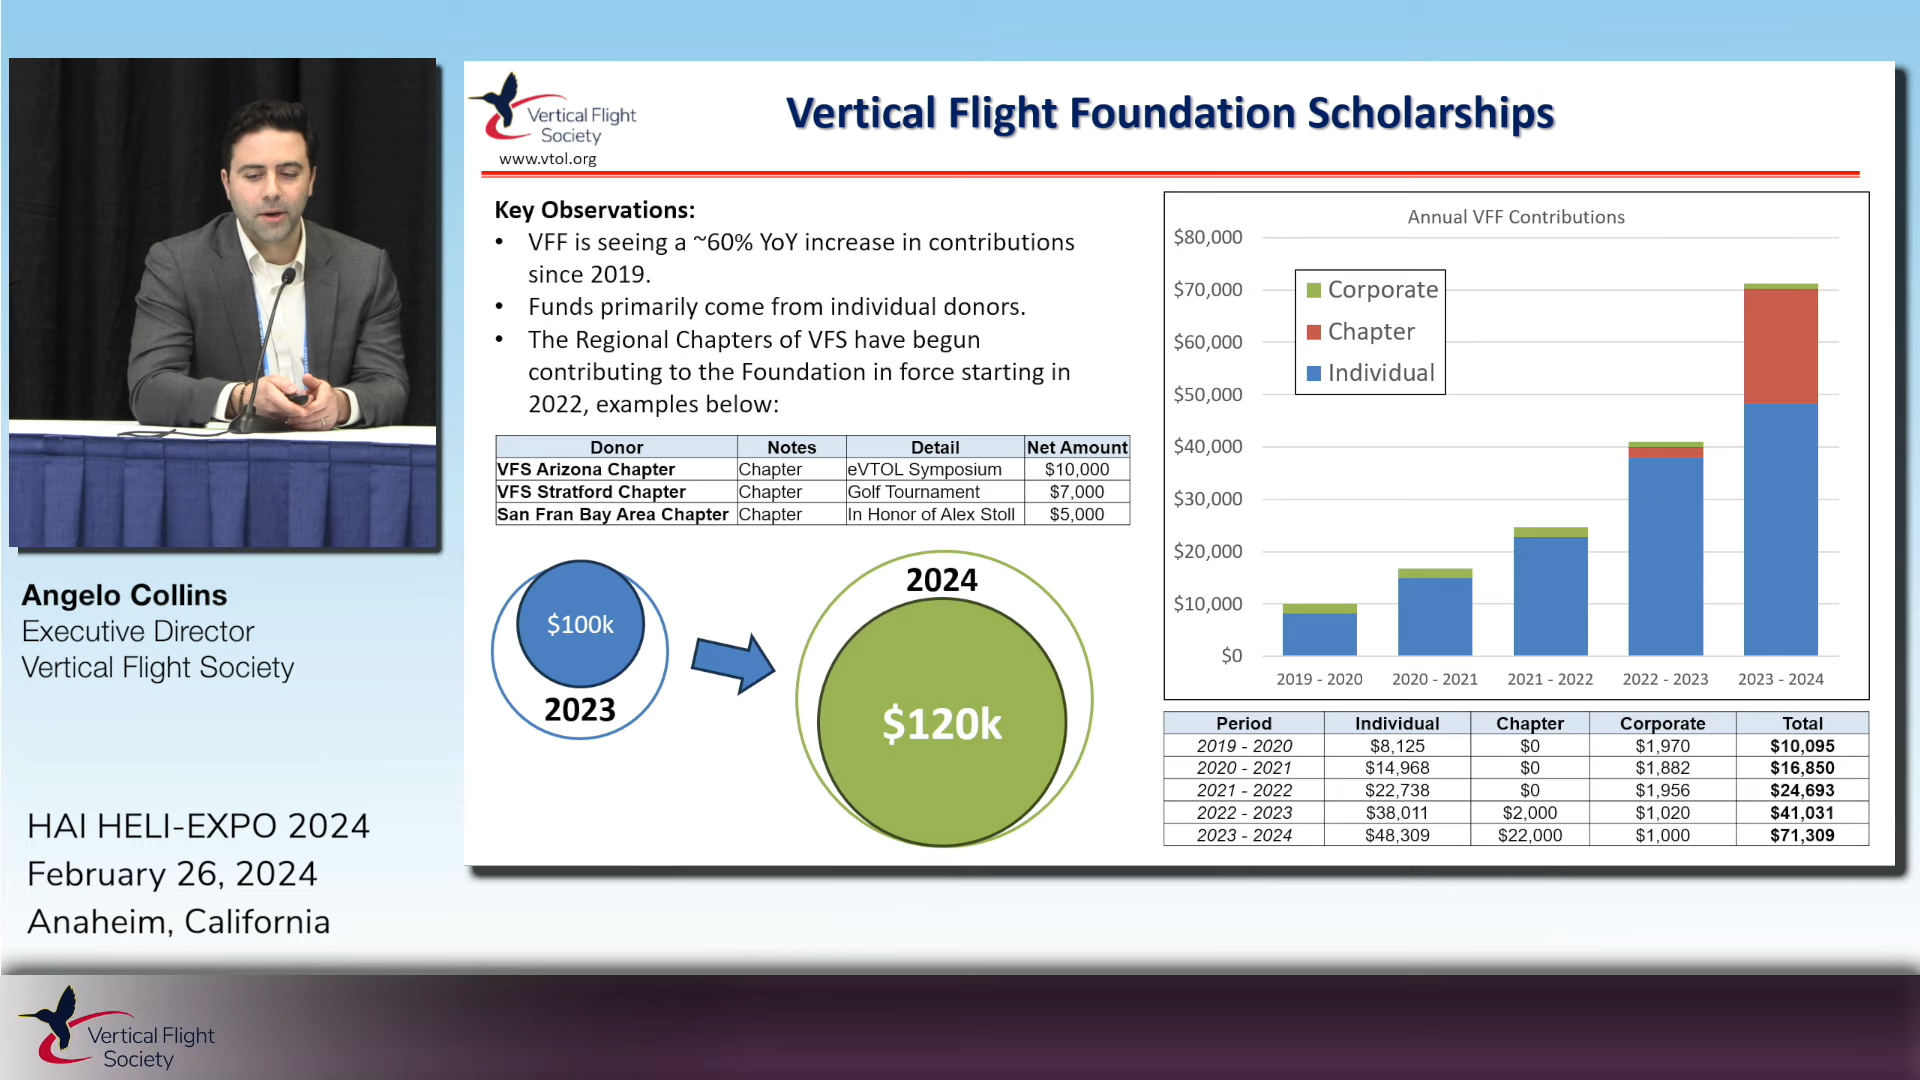 Vertical Flight
Society
www.vtol.org
Vertical Flight Foundation Scholarships
Key Observations:
• VFF is seeing a ~60% YoY increase in contributions
since 2019.
• Funds primarily come from individual donors.
• The Regional Chapters of VFS have begun
contributing to the Foundation in force starting in
2022, examples below:
Donor Notes Detail Net Amount
VFS Arizona Chapter Chapter eVTOL Symposium $10,000
VFS Stratford Chapter Chapter Golf Tournament $7,000
San Fran Bay Area Chapter Chapter In Honor of Alex Stoll $5,000
$100k
2023
2024
$120k
Annual VFF Contributions
$80,000
$70,000
$60,000
$50,000
$40,000
$30,000
$20,000
$10,000
$0
Corporate
Chapter
Individual
2019 - 2020 2020 - 2021 2021 - 2022 2022 - 2023 2023 - 2024
Period Individual Chapter Corporate Total
2019 - 2020 $8,125 $0 $1,970 $10,095
2020 - 2021 $14,968 $0 $1,882 $16,850
2021 - 2022 $22,738 $0 $1,956 $24,693
2022 - 2023 $38,011 $2,000 $1,020 $41,031
2023 - 2024 $48,309 $22,000 $1,000 $71,309
Angelo Collins
Executive Director
Vertical Flight Society
HAI HELI-EXPO 2024
February 26, 2024
Anaheim, California
Vertical Flight
Society